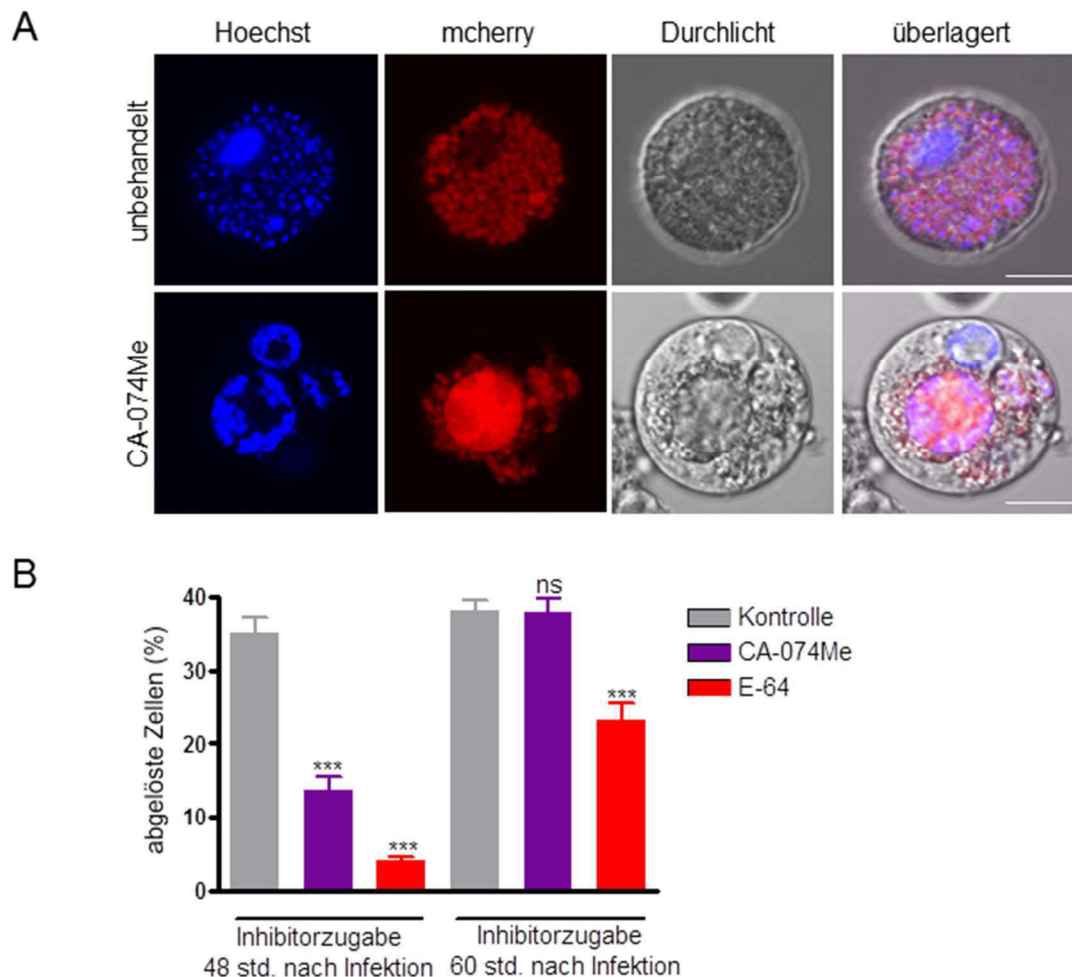 A
Hoechst
mcherry
Durchlicht
überlagert
unbehandelt
CA-074Me
B
abgelöste Zellen (%)
40
30
20
10
0
***
***
ns
***
Kontrolle
CA-074Me
E-64
Inhibitorzugabe
48 std. nach Infektion
Inhibitorzugabe
60 std. nach Infektion